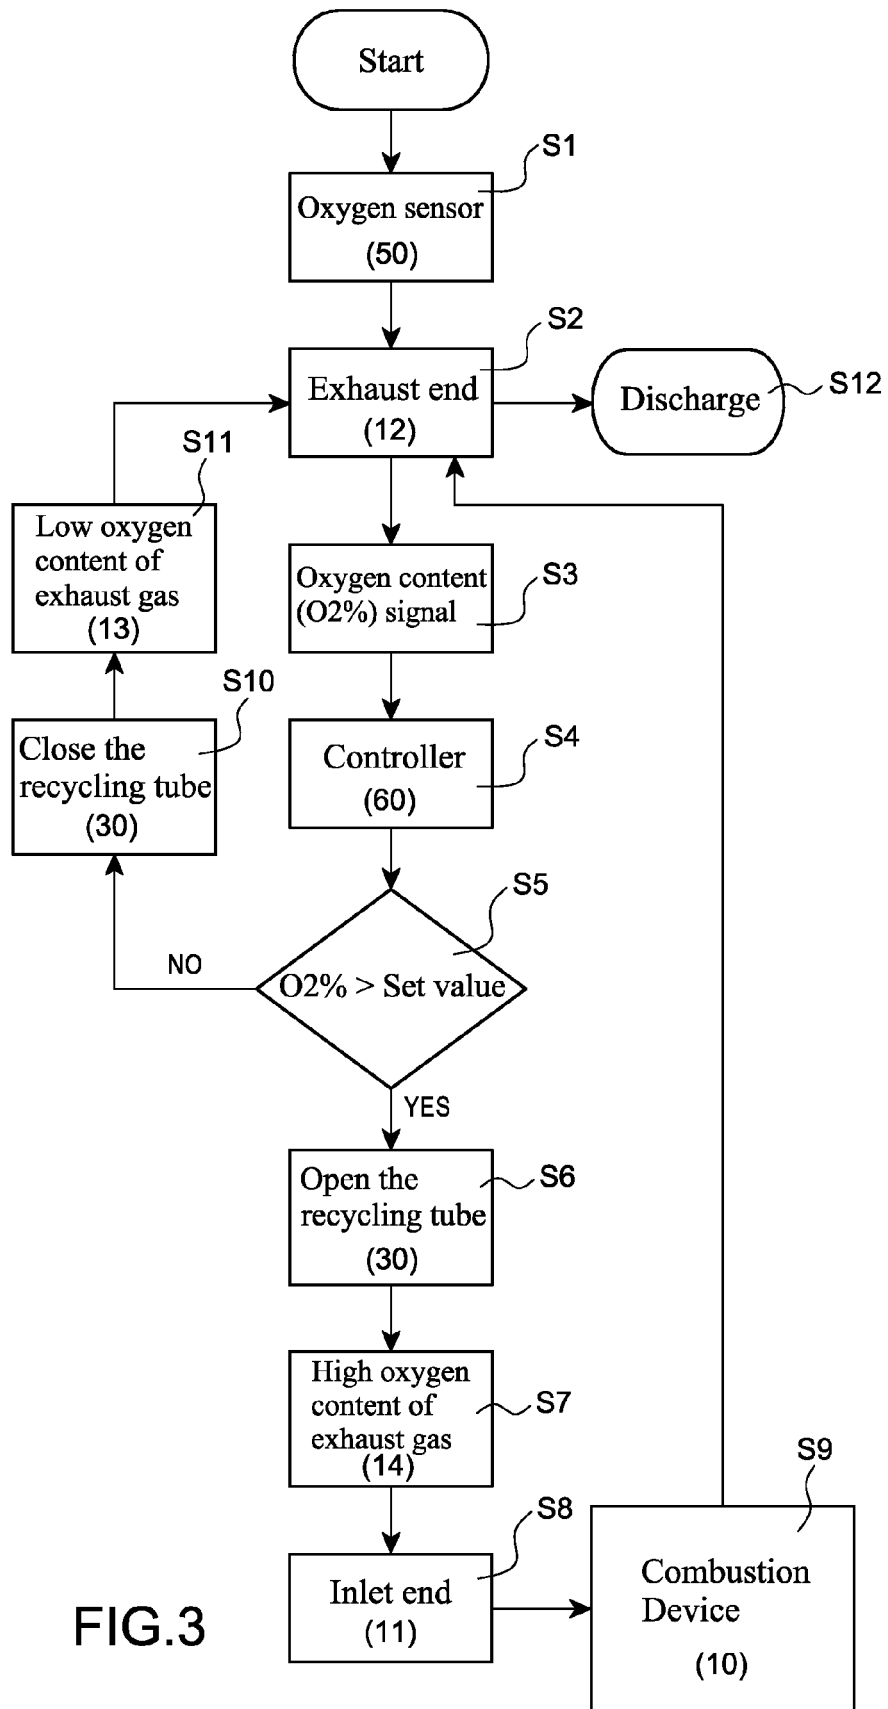 Start
S1
Oxygen sensor
(50)
S2
Exhaust end
(12)
Discharge
S12
S11
Low oxygen
content of
exhaust gas
(13)
Oxygen content
(O2%) signal
S3
S10
Close the
recycling tube
(30)
Controller
(60)
S4
S5
O2% > Set value
NO
YES
Open the
recycling tube
(30)
S6
High oxygen
content of
exhaust gas
(14)
S7
S8
Inlet end
(11)
S9
Combustion
Device
(10)
FIG.3